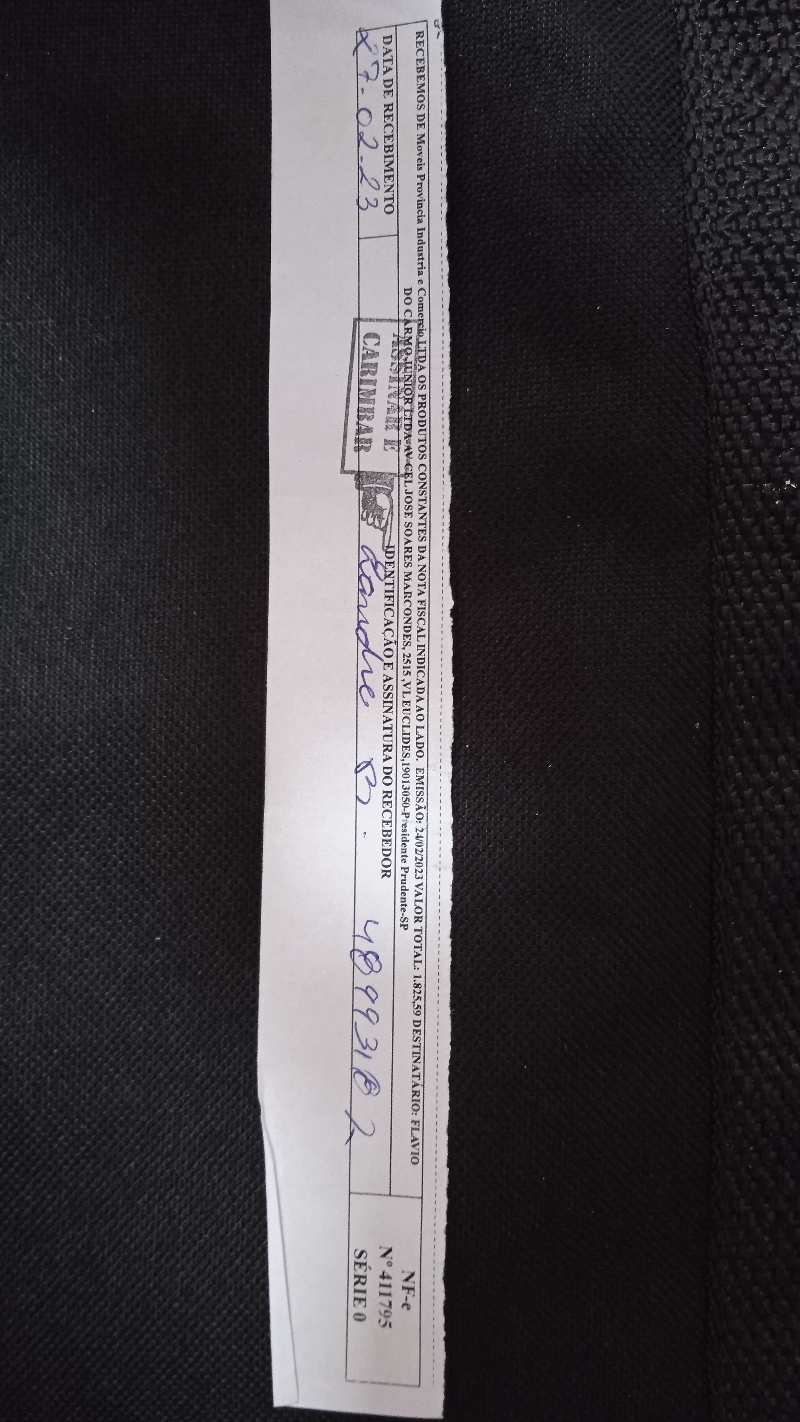 RECEBEMOS DE Moveis Provincia Industria e Comercio LTDA OS PRODUTOS CONSTANTES DA NOTA FISCAL INDICADA AO LADO. EMISSÃO: 24/02/2023 VALOR TOTAL: 1.825,59 DESTINATÁRIO: FLAVIO
DO CARMO JUNIOR LTDA-AV CEL JOSE SOARES MARCONDES, 2515 ,VL EUCLIDES,19013050-Presidente Prudente-SP
DATA DE RECEBIMENTO
27-02-23
ASSINAR E
CARIMBAR
IDENTIFICAÇÃO E ASSINATURA DO RECEBEDOR
B. 48993182
NF-e
Nº 411795
SÉRIE 0